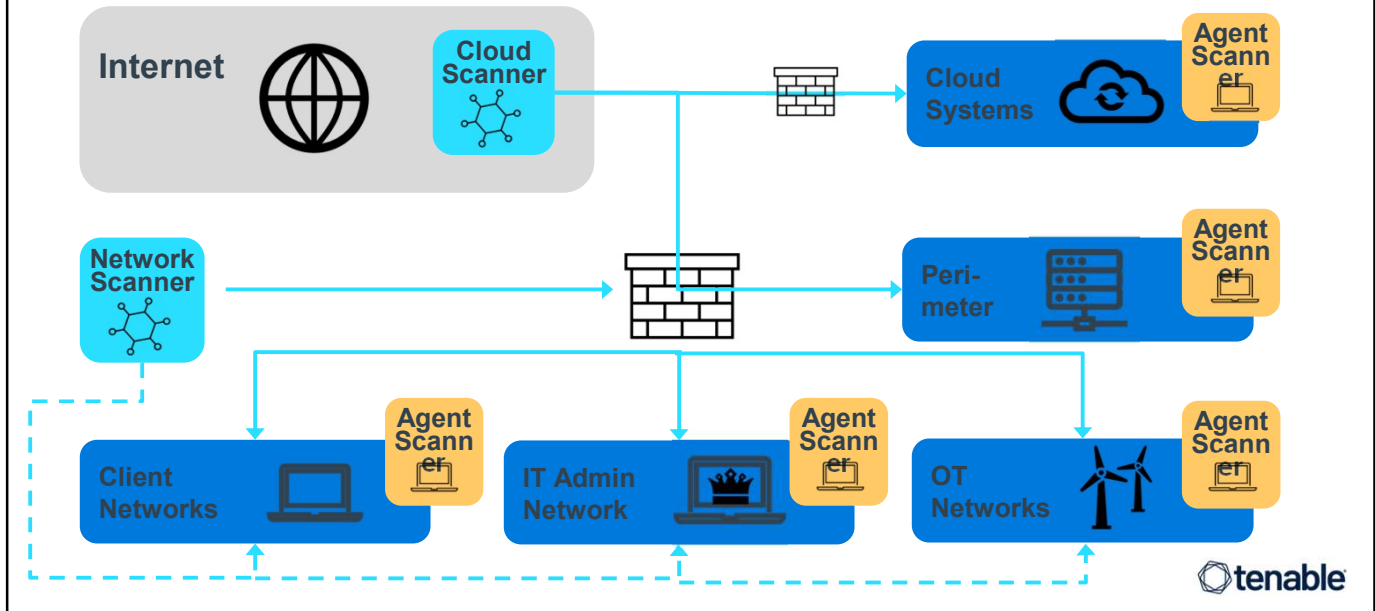 Internet
Cloud
Scanner
Cloud
Systems
Agent
Scann
er
Network
Scanner
Peri-
meter
Agent
Scann
er
Client
Networks
Agent
Scann
er
IT Admin
Network
Agent
Scann
er
OT
Networks
Agent
Scann
er
tenable